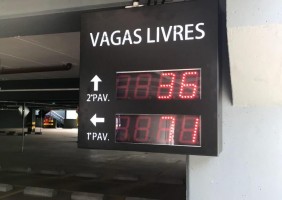 VAGAS LIVRES
2ºPAV. 36
1ºPAV. 71